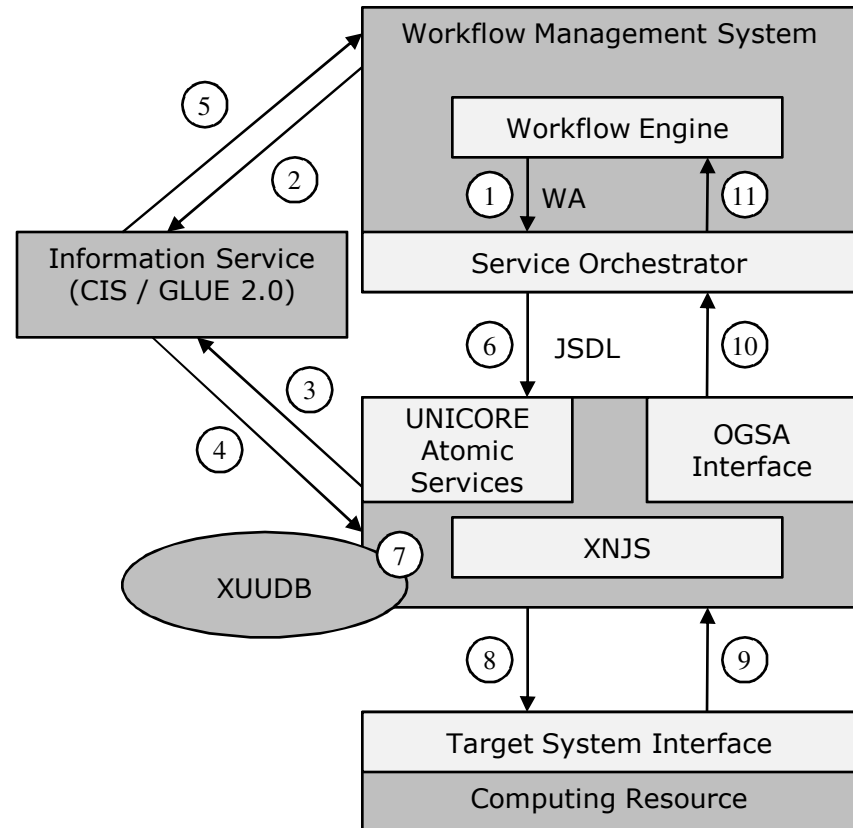 Workflow Management System
5
Workflow Engine
2
1
WA
11
Information Service
(CIS / GLUE 2.0)
Service Orchestrator
6
JSDL
10
3
4
UNICORE
Atomic
Services
OGSA
Interface
7
XNJS
XUUDB
8
9
Target System Interface
Computing Resource